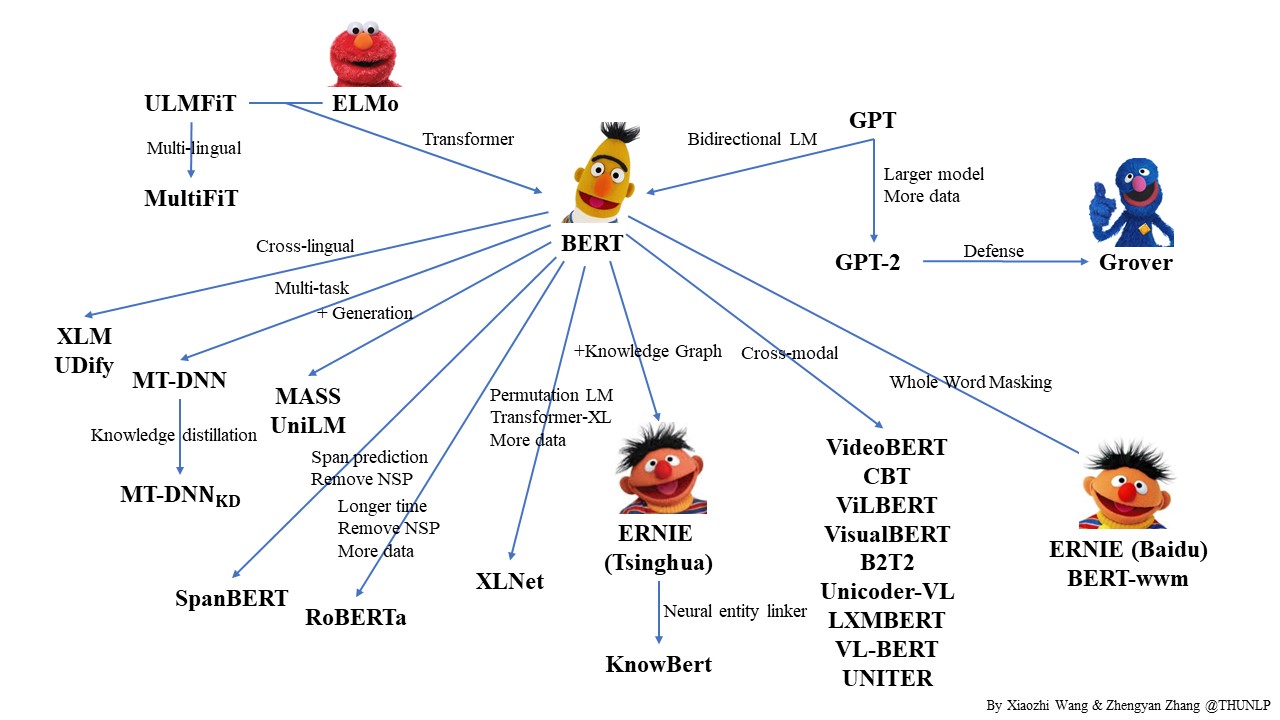 ULMFiT
ELMo
Multi-lingual
MultiFiT
Transformer
Bidirectional LM
GPT
Larger model
More data
BERT
GPT-2
Defense
Grover
Cross-lingual
Multi-task
+ Generation
XLM
UDify
MT-DNN
MASS
UniLM
Knowledge distillation
MT-DNNKD
Span prediction
Remove NSP
Longer time
Remove NSP
More data
Permutation LM
Transformer-XL
More data
+Knowledge Graph
Cross-modal
Whole Word Masking
SpanBERT
RoBERTa
XLNet
ERNIE
(Tsinghua)
Neural entity linker
KnowBert
VideoBERT
CBT
ViLBERT
VisualBERT
B2T2
Unicoder-VL
LXMBERT
VL-BERT
UNITER
ERNIE (Baidu)
BERT-wwm
By Xiaozhi Wang & Zhengyan Zhang @THUNLP